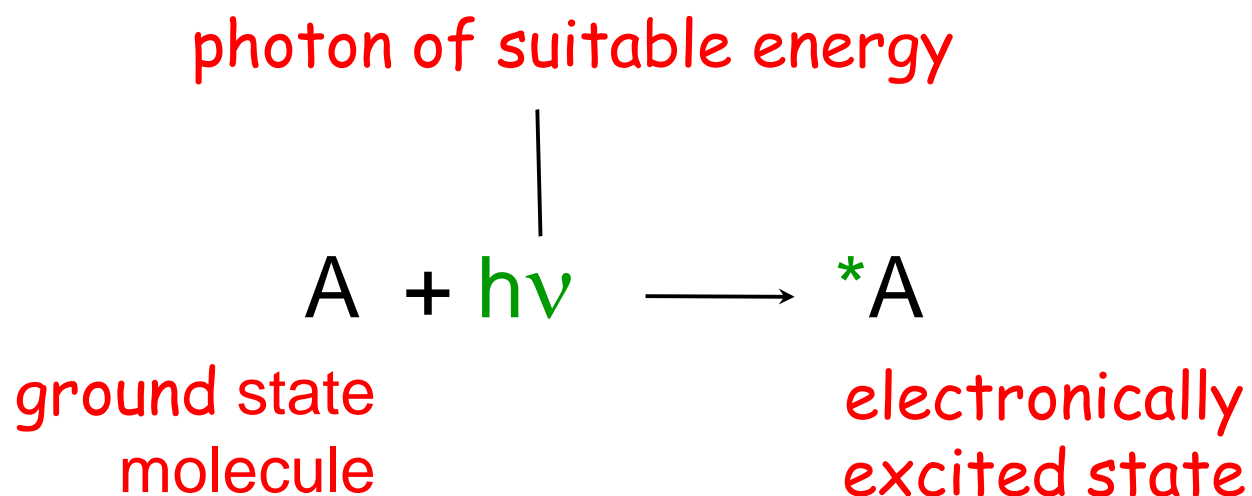 photon of suitable energy
A + hν ⟶ *A
ground state electronically
molecule excited state